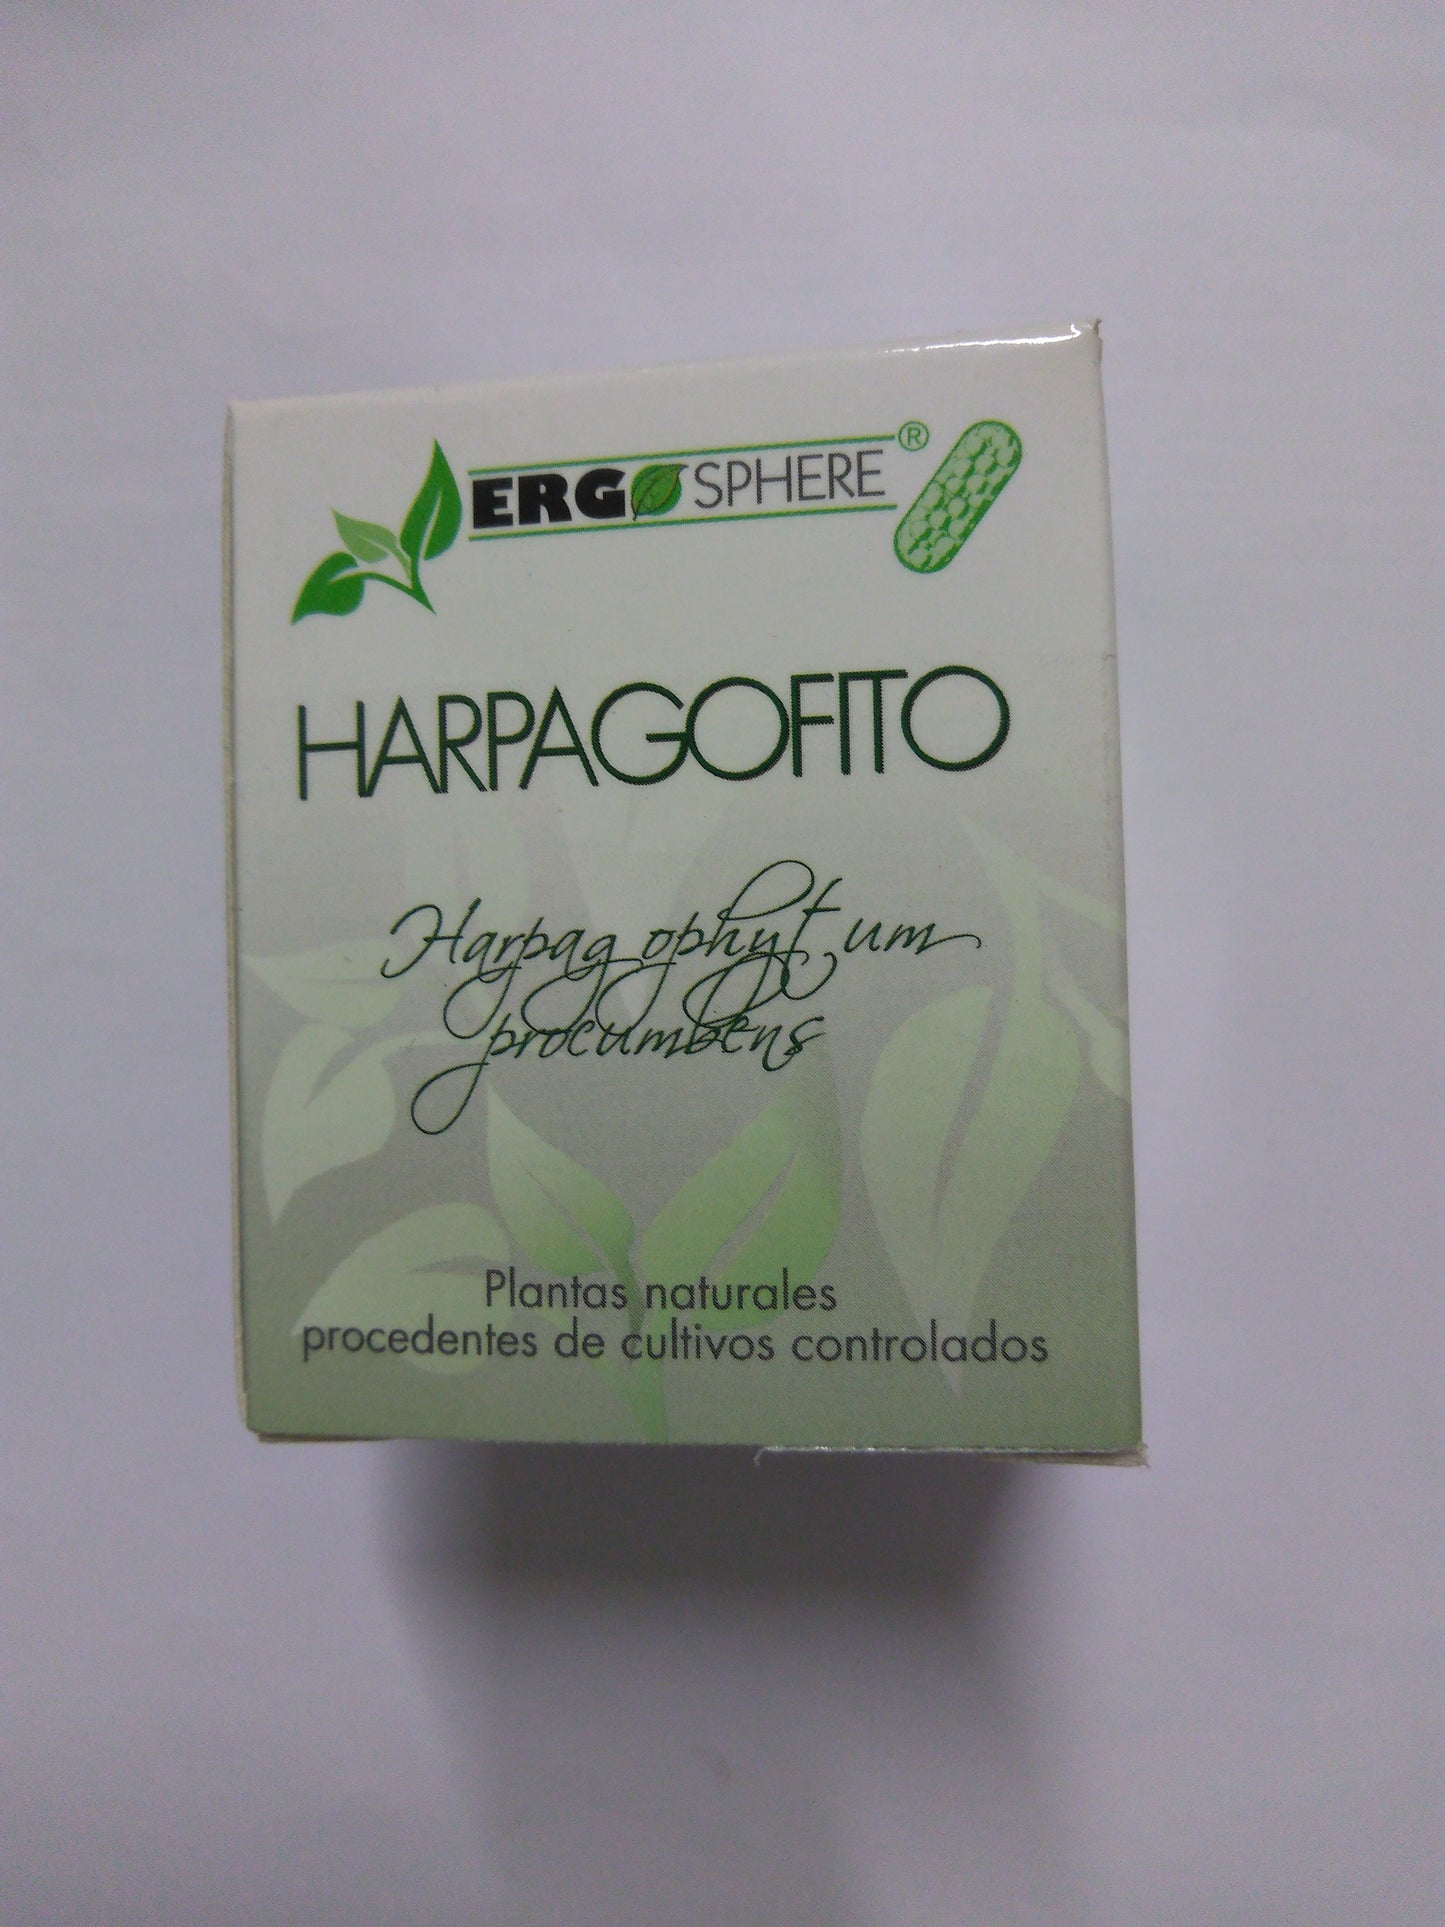 ERGOSPHERE®
HARPAGOFITO
Harpagophytum
procumbens
Plantas naturales
procedentes de cultivos controlados